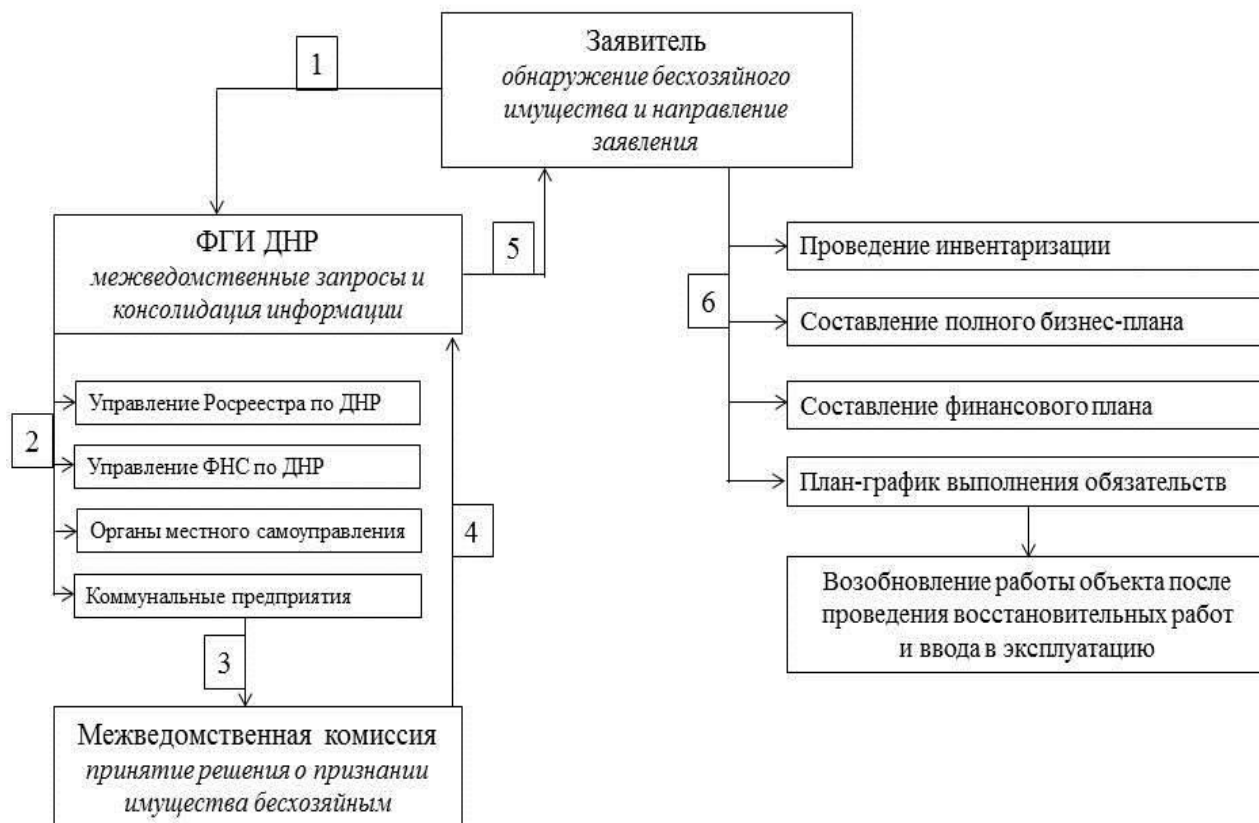 Заявитель
обнаружение бесхозяйного
имущества и направление
заявления
1
ФГИ ДНР
межведомственные запросы и
консолидация информации
5
2
Управление Росреестра по ДНР
Управление ФНС по ДНР
Органы местного самоуправления
Коммунальные предприятия
3
4
Межведомственная комиссия
принятие решения о признании
имущества бесхозяйным
6
Проведение инвентаризации
Составление полного бизнес-плана
Составление финансового плана
План-график выполнения обязательств
Возобновление работы объекта после
проведения восстановительных работ
и ввода в эксплуатацию